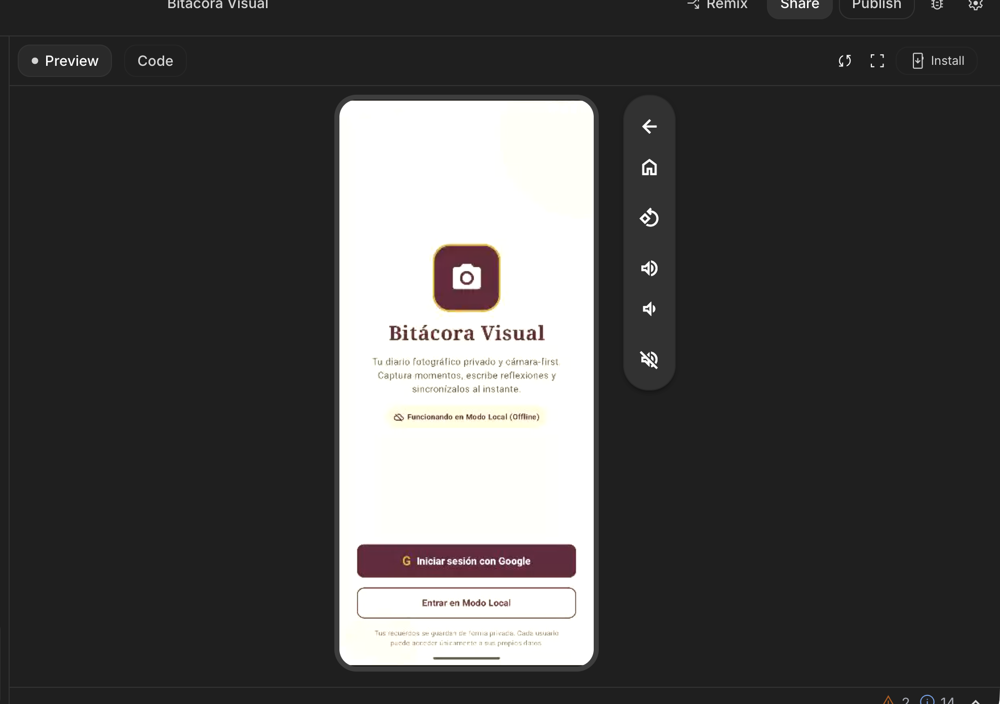 Bitácora Visual
Remix
Share
Publish
Preview
Code
Install
Bitácora Visual
Tu diario fotográfico privado y cámara-first.
Captura momentos, escribe reflexiones y
sincronízalos al instante.
Funcionando en Modo Local (Offline)
G Iniciar sesión con Google
Entrar en Modo Local
Tus recuerdos se guardan de forma privada. Cada usuario
puede acceder únicamente a sus propios datos.
2 14